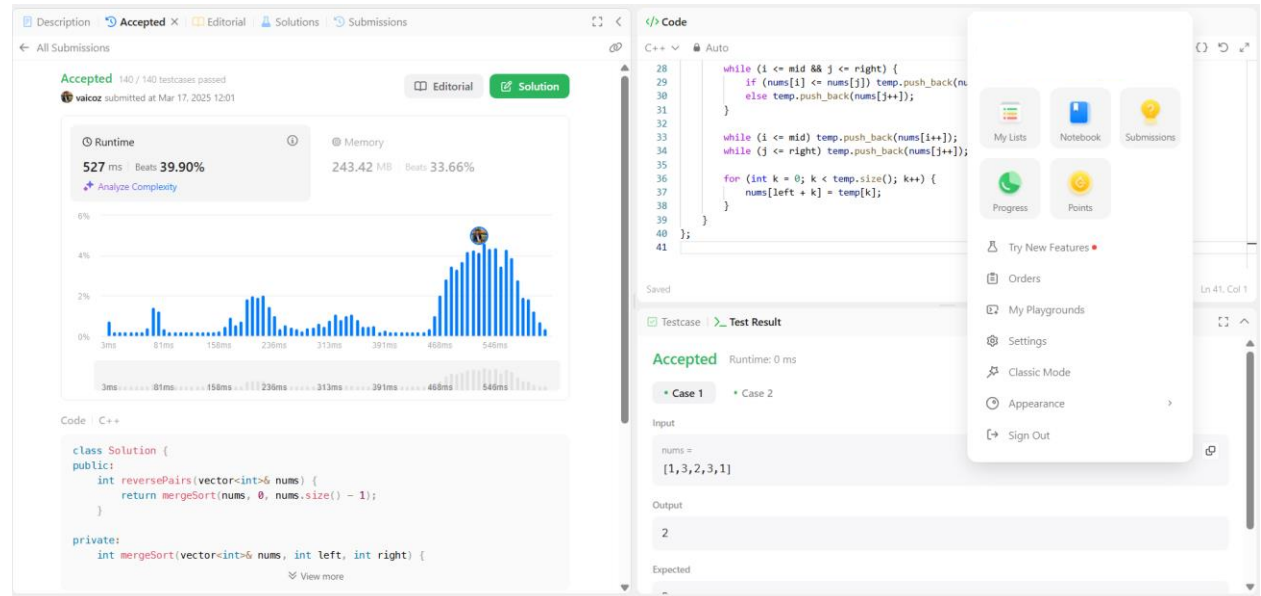 Description | Accepted × | Editorial | Solutions | Submissions
← All Submissions
Accepted 140 / 140 testcases passed
vaicoz submitted at Mar 17, 2025 12:01
Editorial
Solution
Runtime
527 ms | Beats 39.90%
Analyze Complexity
Memory
243.42 MB | Beats 33.66%
6%
4%
2%
0%
3ms 81ms 158ms 236ms 313ms 391ms 468ms 546ms
3ms 81ms 158ms 236ms 313ms 391ms 468ms 546ms
Code | C++
class Solution {
public:
int reversePairs(vector<int>& nums) {
return mergeSort(nums, 0, nums.size() - 1);
}
private:
int mergeSort(vector<int>& nums, int left, int right) {
View more
</> Code
C++ Auto
28 while (i <= mid && j <= right) {
29 if (nums[i] <= nums[j]) temp.push_back(nu
30 else temp.push_back(nums[j++]);
31 }
32
33 while (i <= mid) temp.push_back(nums[i++]);
34 while (j <= right) temp.push_back(nums[j++]);
35
36 for (int k = 0; k < temp.size(); k++) {
37 nums[left + k] = temp[k];
38 }
39 }
40 };
41
Saved
Ln 41, Col 1
Testcase | >_ Test Result
Accepted Runtime: 0 ms
• Case 1 • Case 2
Input
nums =
[1,3,2,3,1]
Output
2
Expected
My Lists
Notebook
Submissions
Progress
Points
Try New Features
Orders
My Playgrounds
Settings
Classic Mode
Appearance
Sign Out